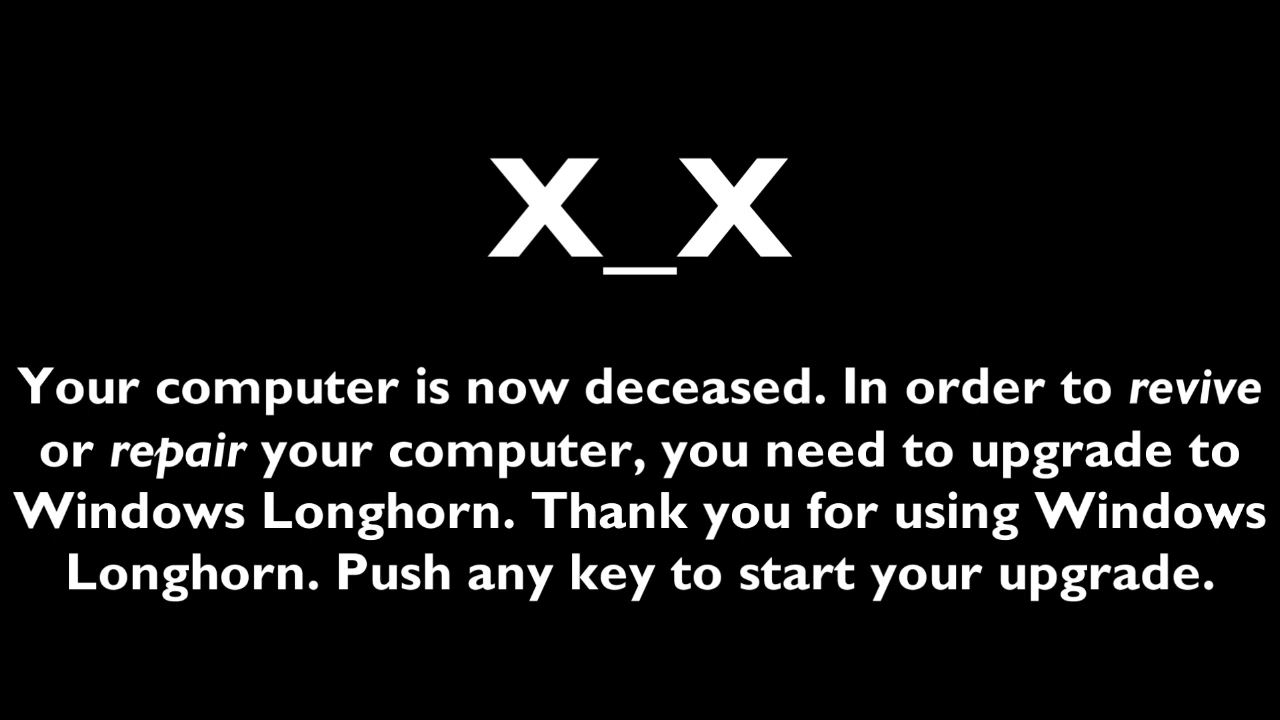 X_X
Your computer is now deceased. In order to revive
or repair your computer, you need to upgrade to
Windows Longhorn. Thank you for using Windows
Longhorn. Push any key to start your upgrade.